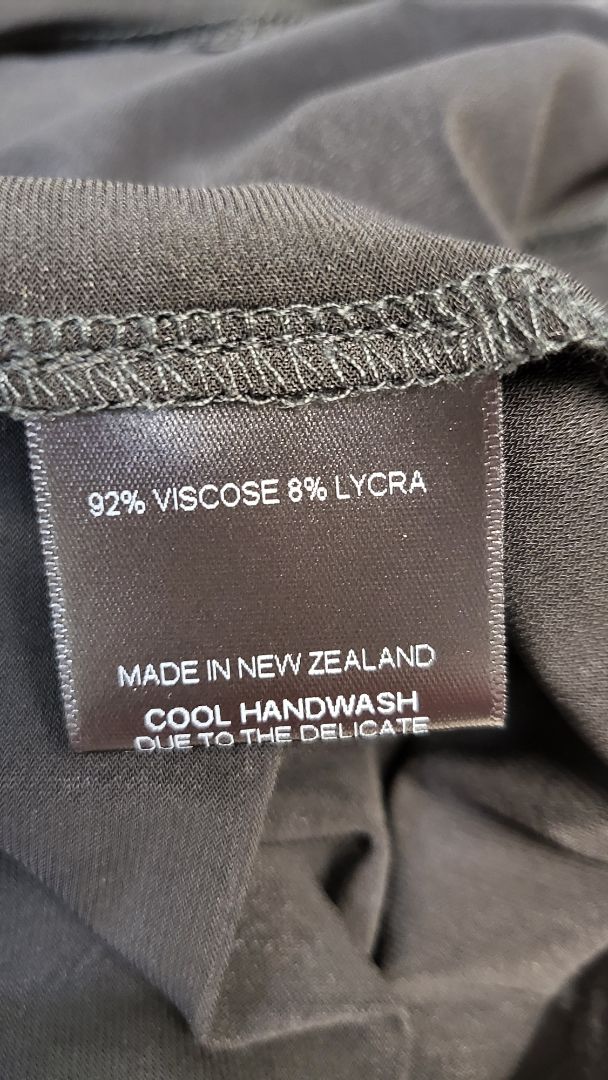 92% VISCOSE 8% LYCRA
MADE IN NEW ZEALAND
COOL HANDWASH
DUE TO THE DELICATE